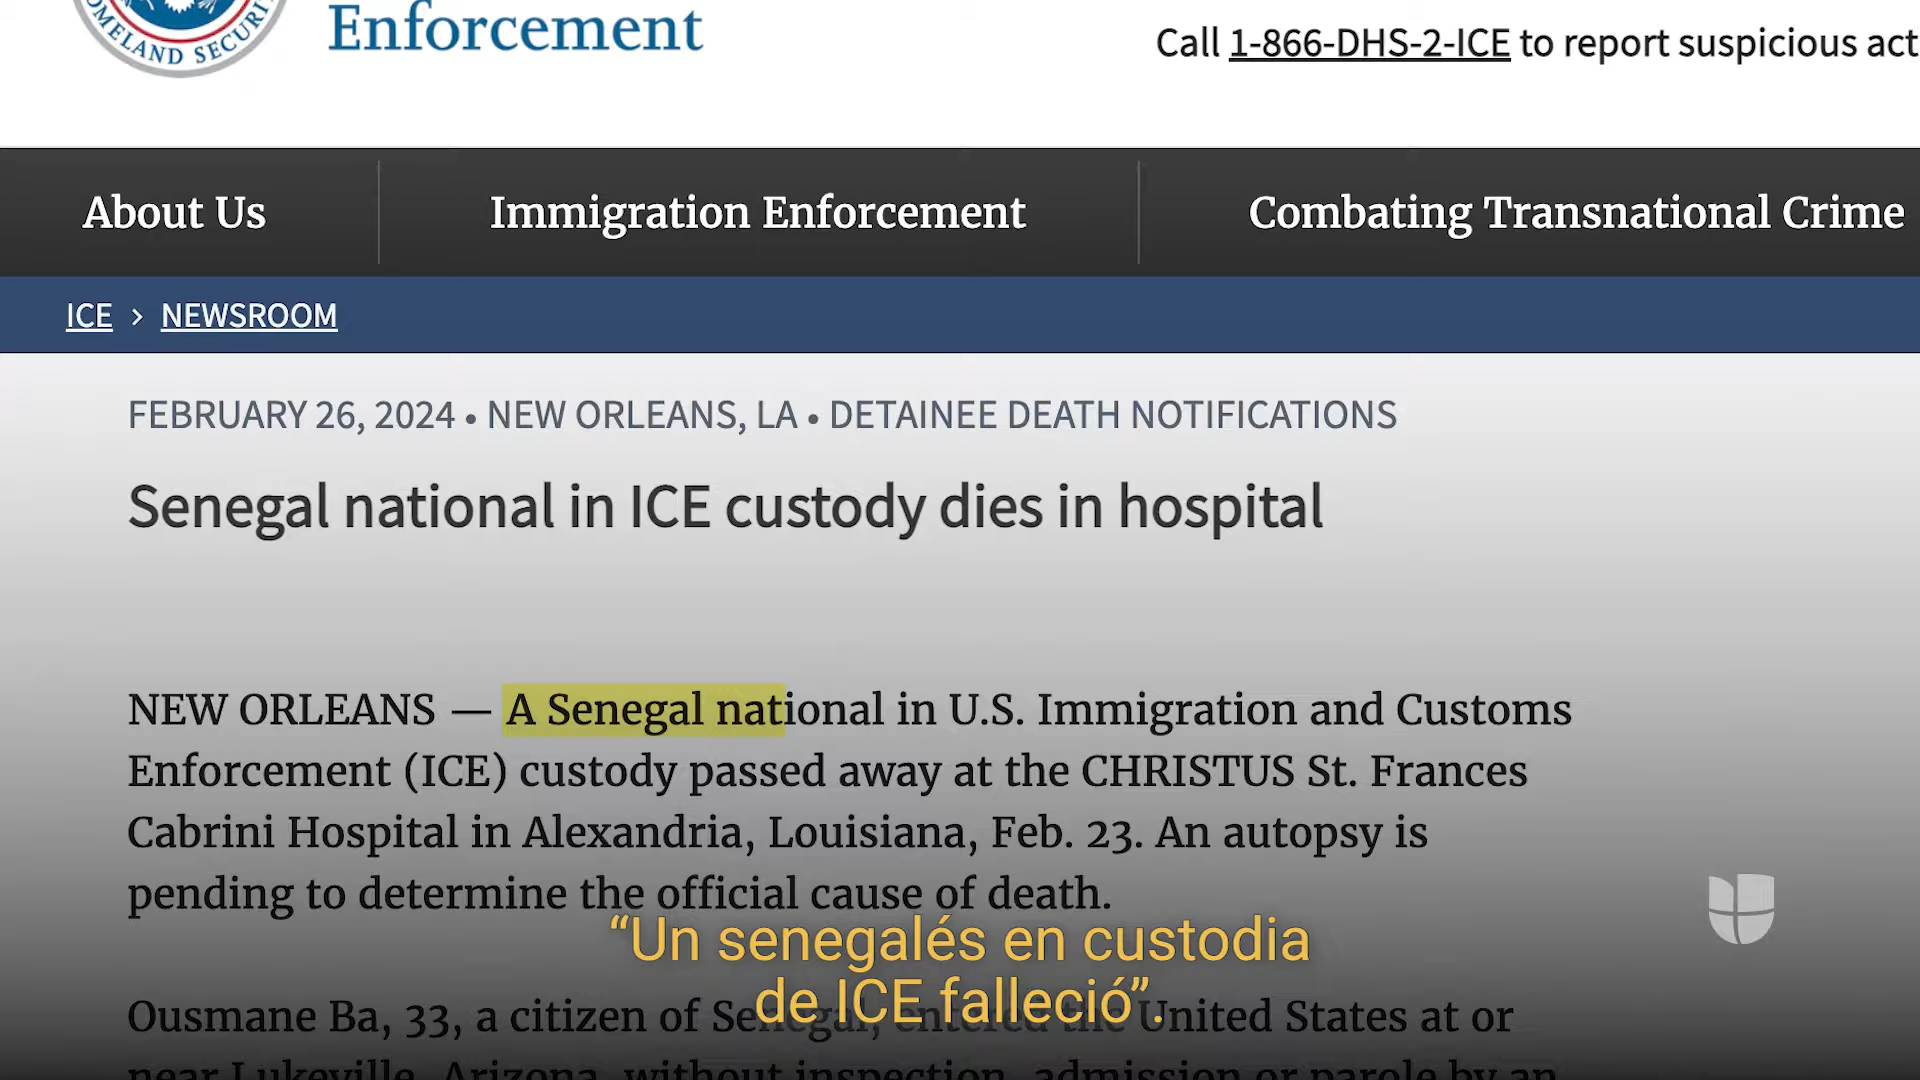 OMELAND SECURI
Enforcement
Call 1-866-DHS-2-ICE to report suspicious act
About Us
Immigration Enforcement
Combating Transnational Crime
ICE > NEWSROOM
FEBRUARY 26, 2024 • NEW ORLEANS, LA • DETAINEE DEATH NOTIFICATIONS
Senegal national in ICE custody dies in hospital
NEW ORLEANS — A Senegal national in U.S. Immigration and Customs
Enforcement (ICE) custody passed away at the CHRISTUS St. Frances
Cabrini Hospital in Alexandria, Louisiana, Feb. 23. An autopsy is
pending to determine the official cause of death.
“Un senegalés en custodia
de ICE falleció”.
Ousmane Ba, 33, a citizen of Senegal, entered the United States at or
near Lukeville, Arizona, without inspection, admission or parole by an